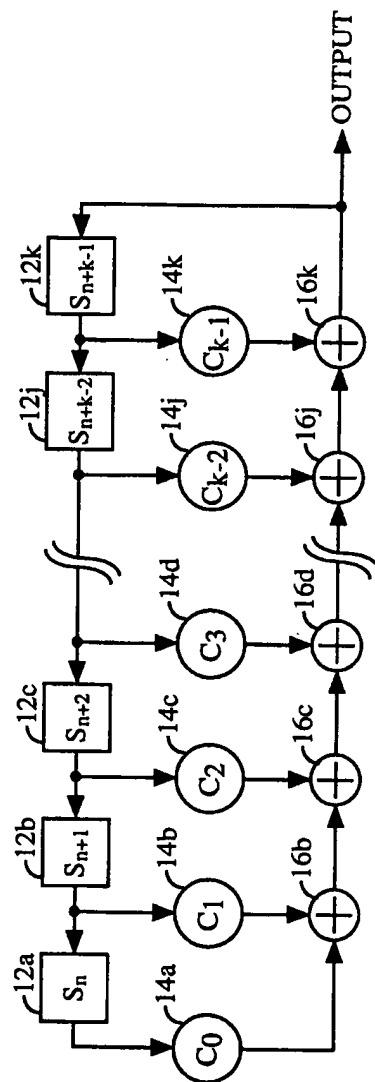 12a 12b 12c 12j 12k
S_n S_{n+1} S_{n+2} S_{n+k-2} S_{n+k-1}
14a 14b 14c 14d 14j 14k
C_0 C_1 C_2 C_3 C_{k-2} C_{k-1}
16b 16c 16d 16j 16k
OUTPUT